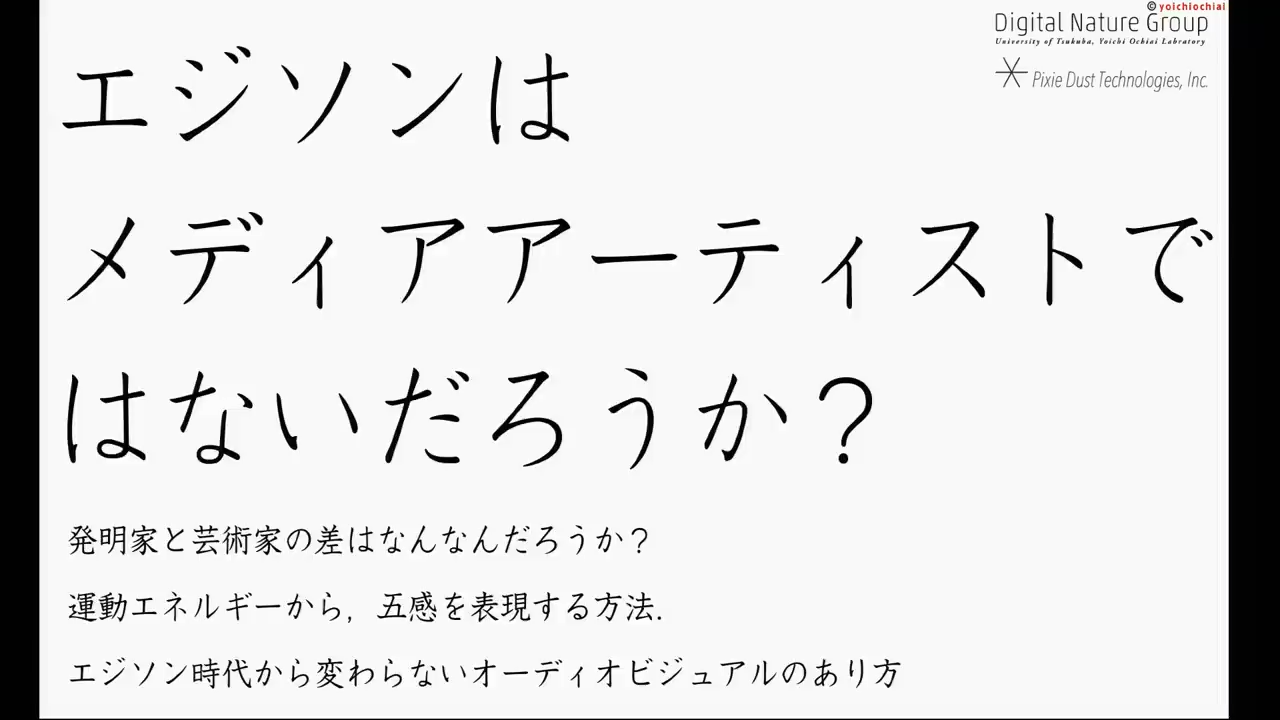 ©yoichiochiai
Digital Nature Group
University of Tsukuba, Yoichi Ochiai Labratory
Pixie Dust Technologies, Inc.
エジソンは
メディアアーティストで
はないだろうか？
発明家と芸術家の差はなんなんだろうか？
運動エネルギーから，五感を表現する方法．
エジソン時代から変わらないオーディオビジュアルのあり方